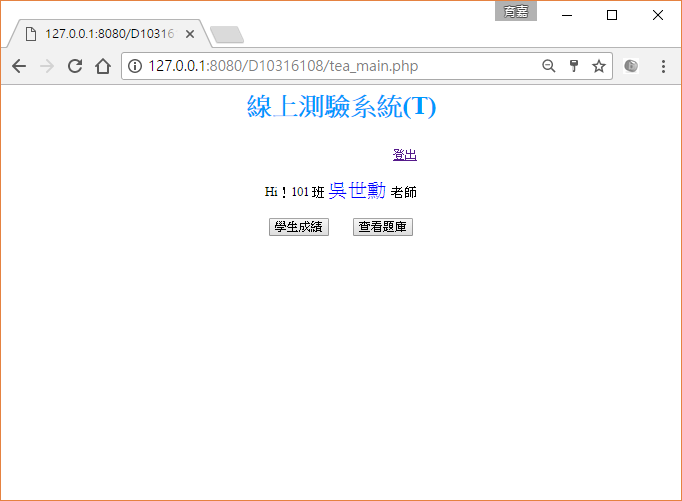 育嘉
127.0.0.1:8080/D10316
127.0.0.1:8080/D10316108/tea_main.php
線上測驗系統(T)
登出
Hi！101 班 吳世勳 老師
學生成績 查看題庫